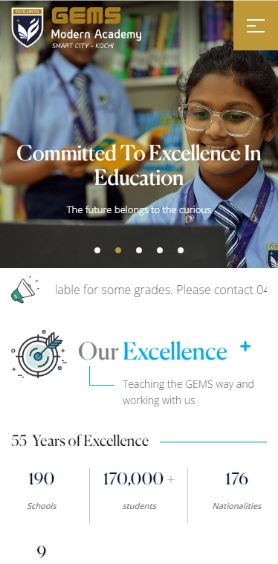 GEMS
Modern Academy
SMART CITY – KOCHI
Committed To Excellence In
Education
The future belongs to the curious
lable for some grades. Please contact 04
Our Excellence
Teaching the GEMS way and
working with us
55 Years of Excellence
190
170,000 +
176
Schools
students
Nationalities
9